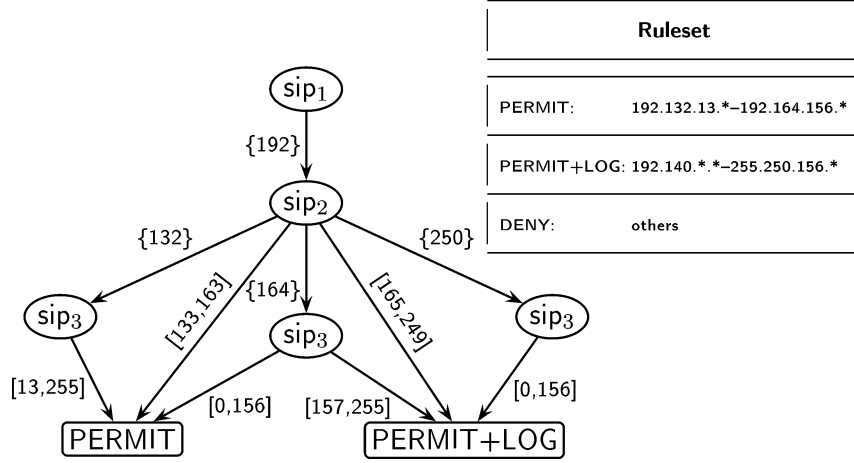 Ruleset
PERMIT: 192.132.13.*–192.164.156.*
PERMIT+LOG: 192.140.*.*–255.250.156.*
DENY: others
sip1
{192}
sip2
{132} {250}
[133,163] {164} [165,249]
sip3 sip3 sip3
[13,255] [0,156] [157,255] [0,156]
PERMIT PERMIT+LOG